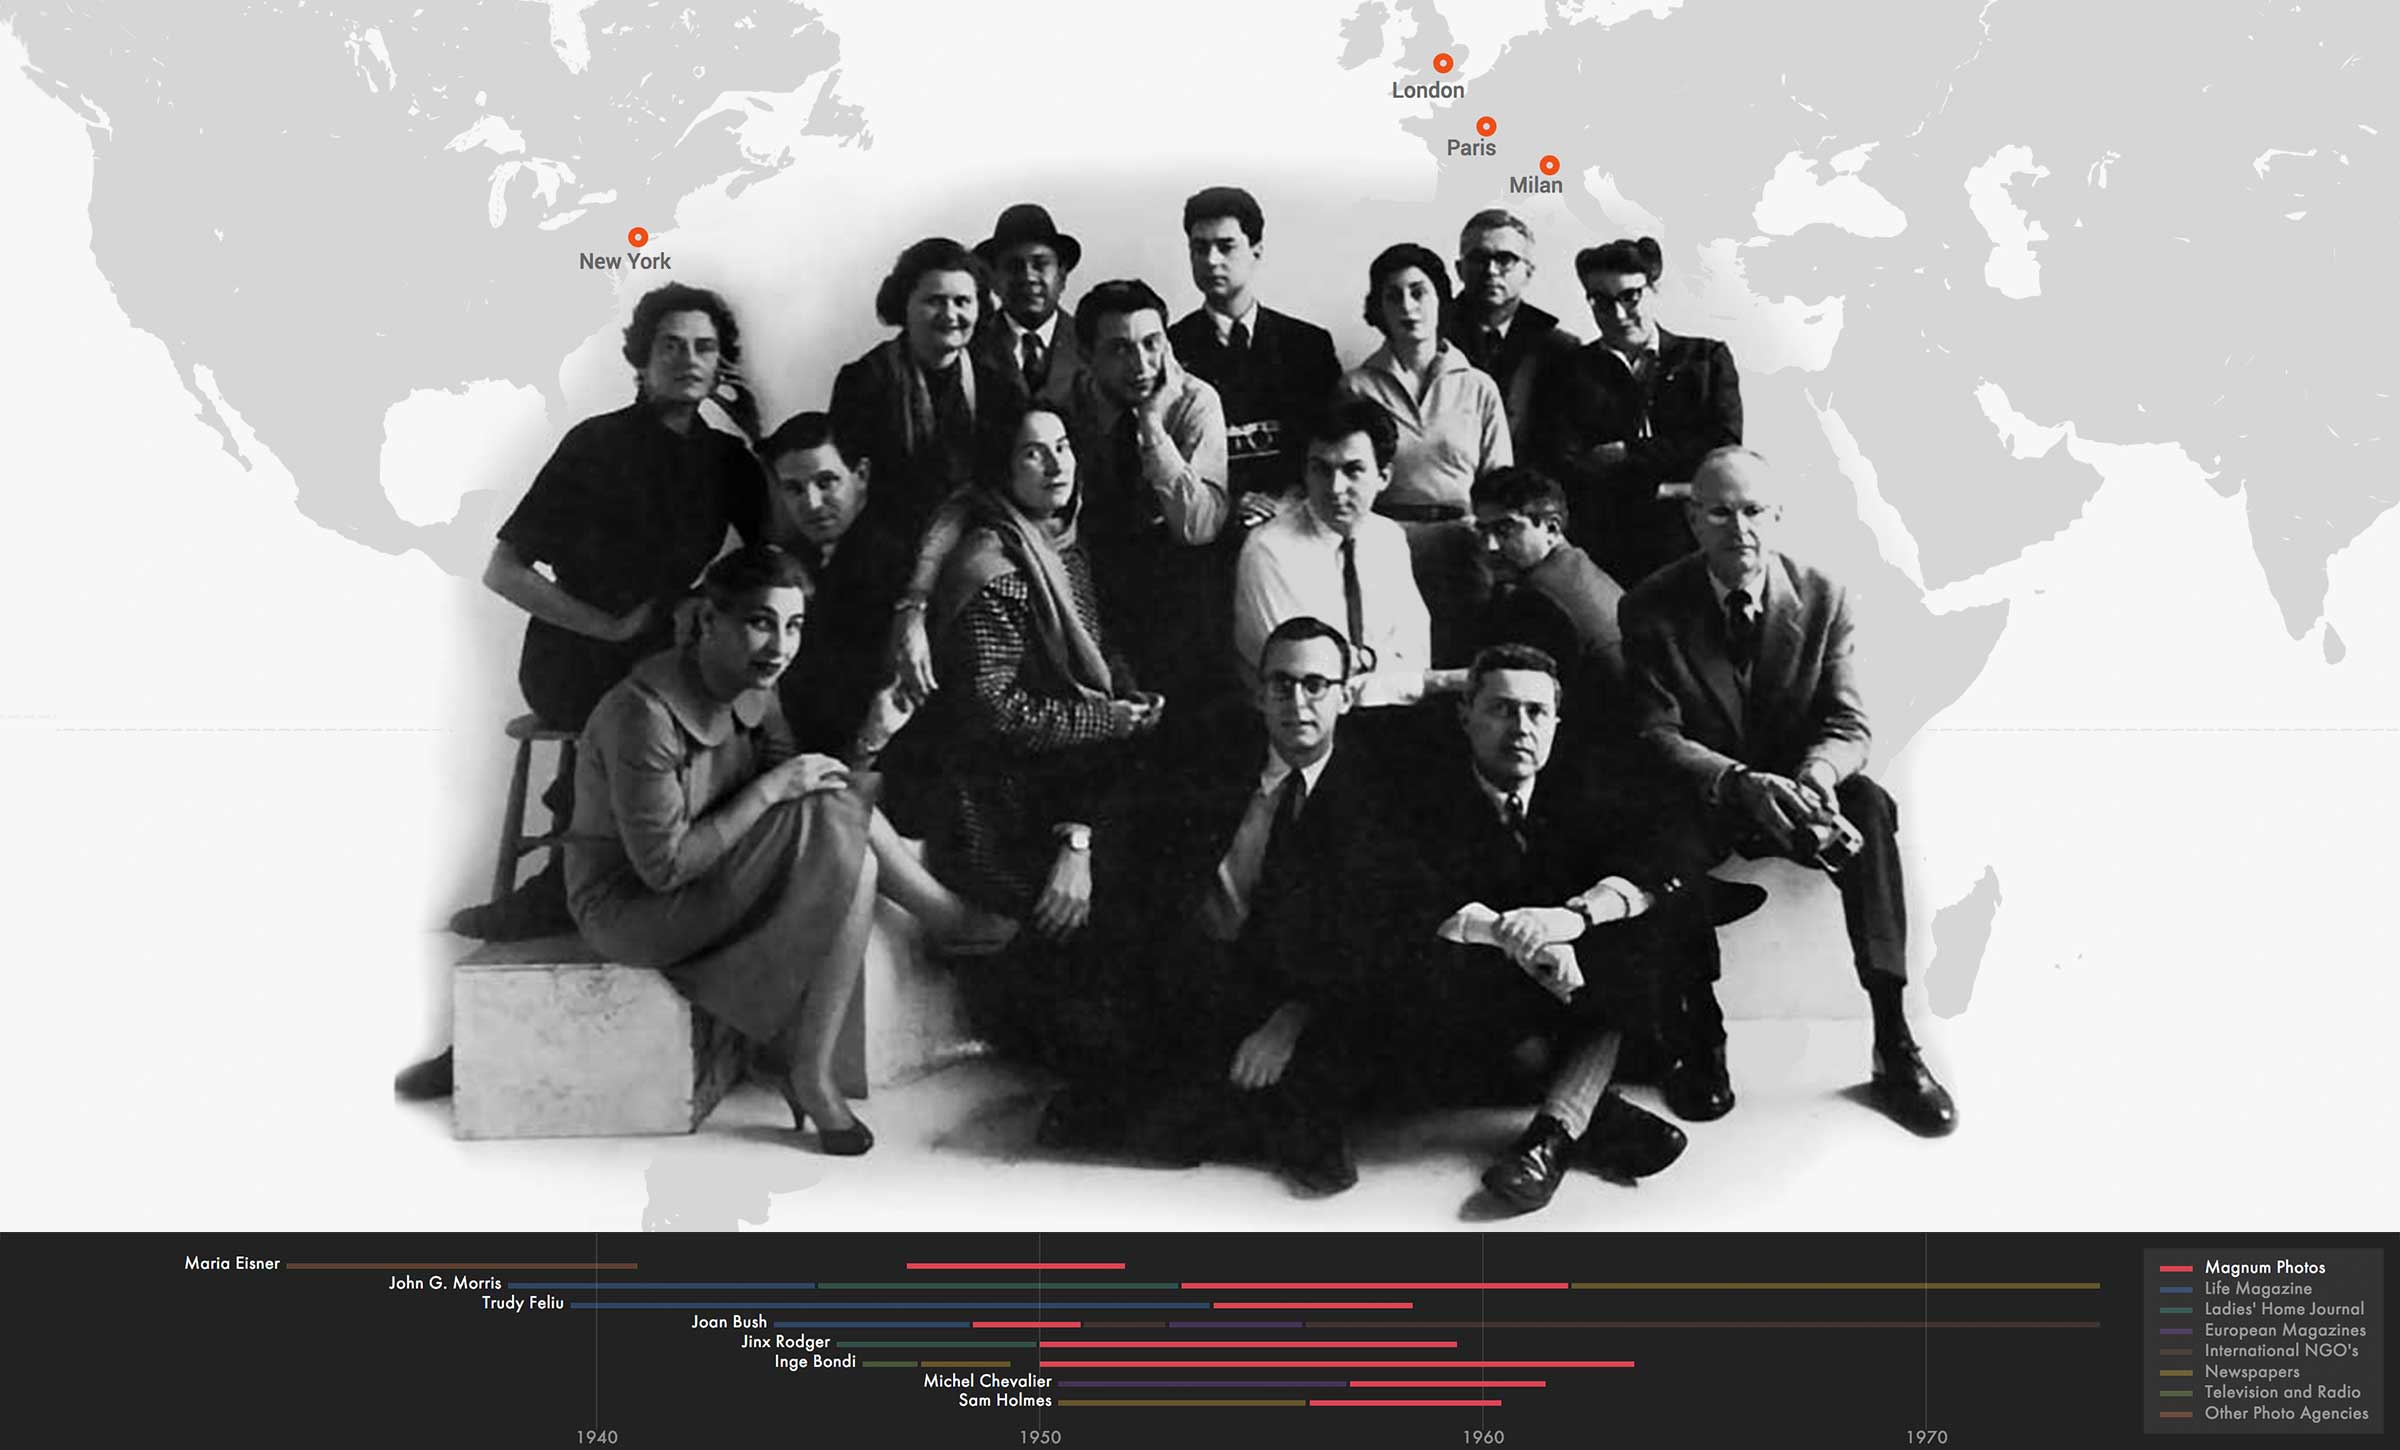 London
Paris
Milan
New York
Maria Eisner
John G. Morris
Trudy Feliu
Joan Bush
Jinx Rodger
Inge Bondi
Michel Chevalier
Sam Holmes
1940
1950
1960
1970
Magnum Photos
Life Magazine
Ladies' Home Journal
European Magazines
International NGO's
Newspapers
Television and Radio
Other Photo Agencies